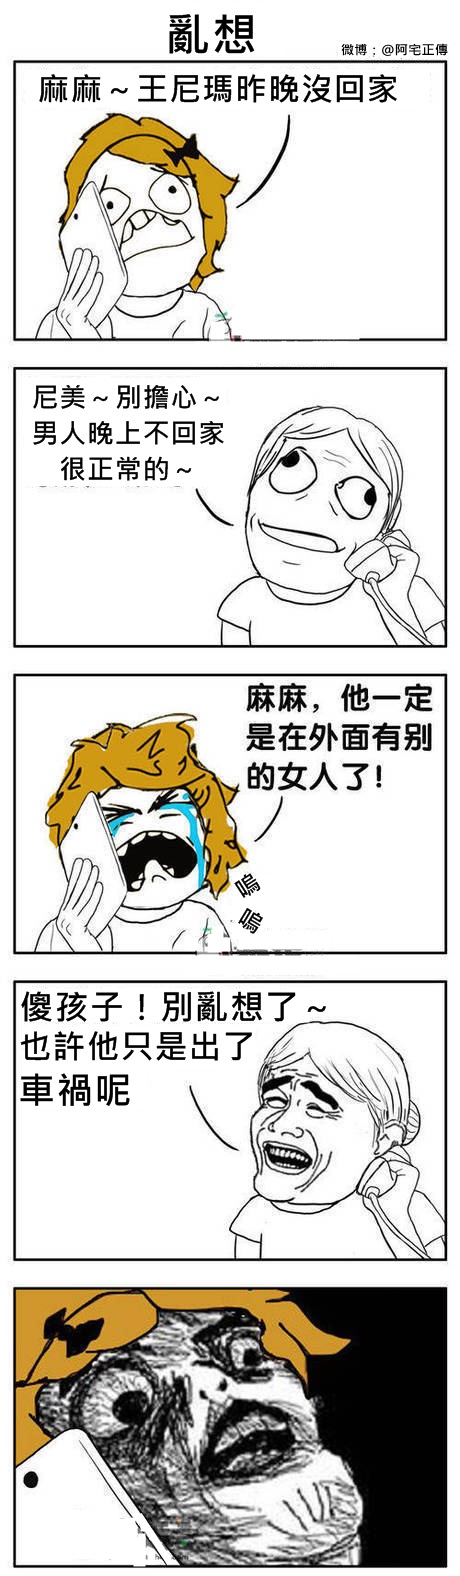 亂想
微博；@阿宅正傳
麻麻～王尼瑪昨晚沒回家
尼美～別擔心～
男人晚上不回家
很正常的～
麻麻，他一定
是在外面有别
的女人了!
嗚
嗚
傻孩子！別亂想了～
也許他只是出了
車禍呢